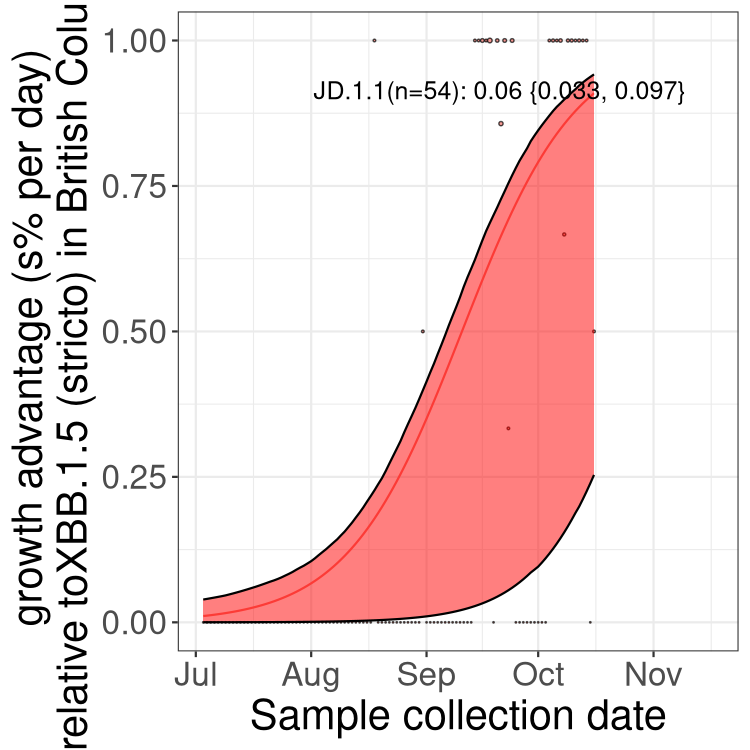 growth advantage (s% per day)
relative toXBB.1.5 (stricto) in British Colu
1.00
0.75
0.50
0.25
0.00
JD.1.1(n=54): 0.06 {0.033, 0.097}
Jul Aug Sep Oct Nov
Sample collection date